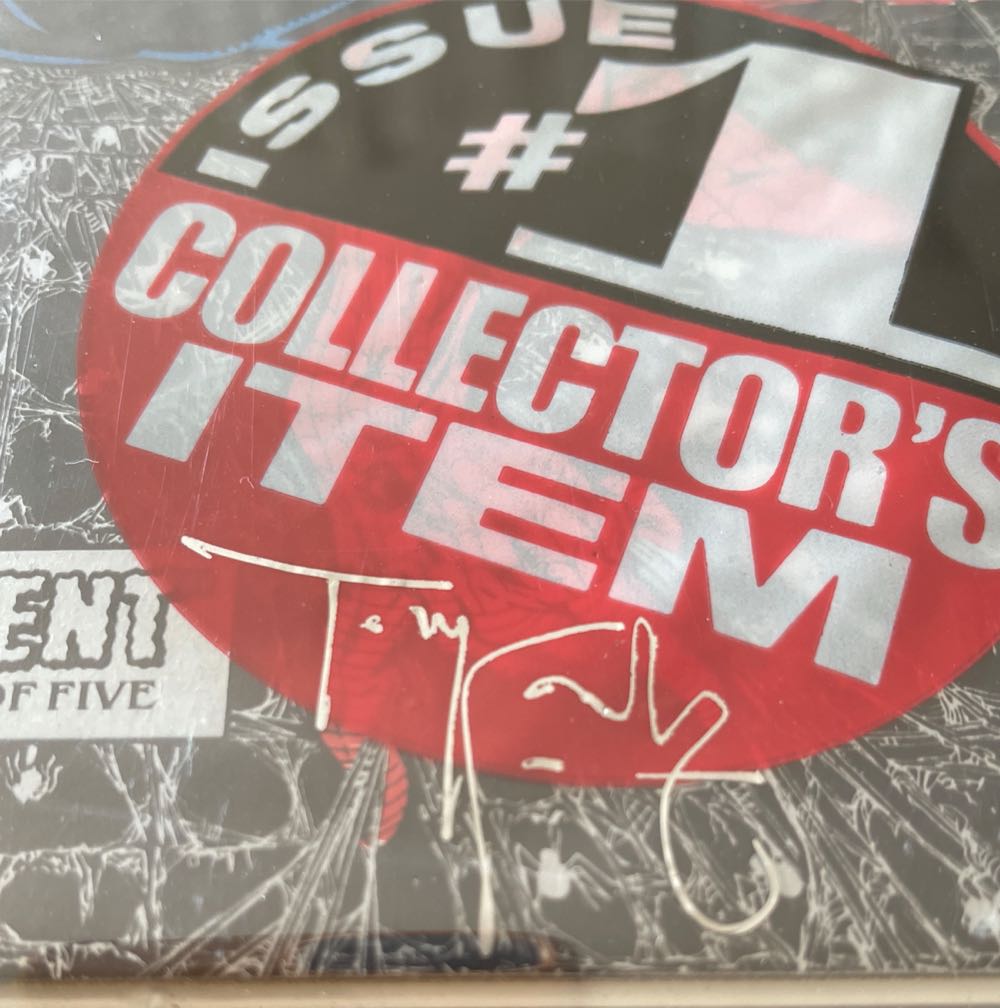 ISSUE
#1
COLLECTOR'S
ITEM
ENT
OF FIVE